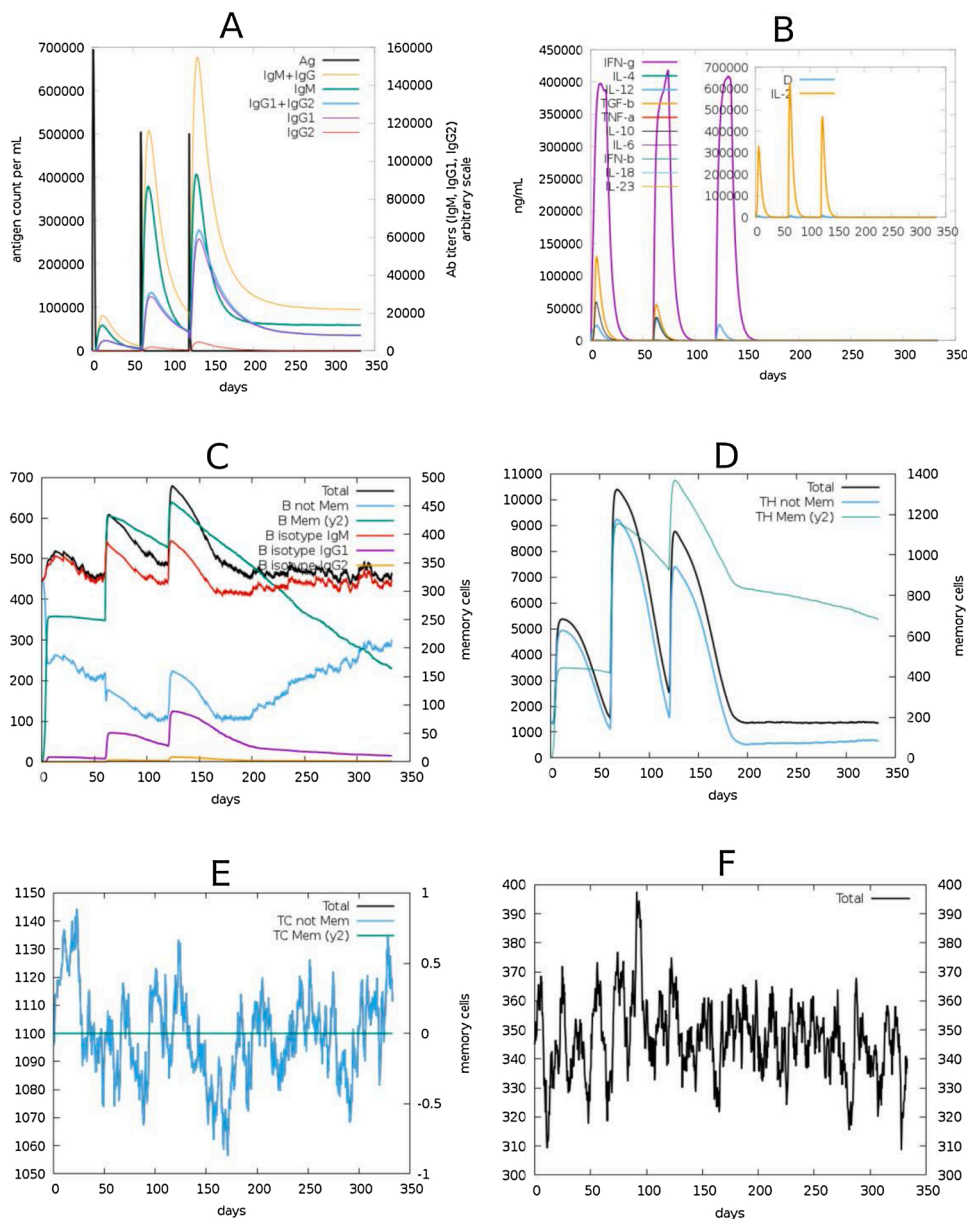 A
700000
600000
500000
400000
300000
200000
100000
0
antigen count per mL
160000
140000
120000
100000
80000
60000
40000
20000
0
Ab titers (IgM, IgG1, IgG2)
arbitrary scale
Ag
IgM+IgG
IgM
IgG1+IgG2
IgG1
IgG2
0 50 100 150 200 250 300 350
days
B
450000
400000
350000
300000
250000
200000
150000
100000
50000
0
ng/mL
IFN-g
IL-4
IL-12
TGF-b
TNF-a
IL-10
IL-6
IFN-b
IL-18
IL-23
700000
600000
500000
400000
300000
200000
100000
0
D
IL-2
0 50 100 150 200 250 300 350
0 50 100 150 200 250 300 350
days
C
700
600
500
400
300
200
100
0
500
450
400
350
300
250
200
150
100
50
0
memory cells
Total
B not Mem
B Mem (y2)
B isotype IgM
B isotype IgG1
B isotype IgG2
0 50 100 150 200 250 300 350
days
D
11000
10000
9000
8000
7000
6000
5000
4000
3000
2000
1000
0
1400
1200
1000
800
600
400
200
0
memory cells
Total
TH not Mem
TH Mem (y2)
0 50 100 150 200 250 300 350
days
E
1150
1140
1130
1120
1110
1100
1090
1080
1070
1060
1050
1
0.5
0
-0.5
-1
memory cells
Total
TC not Mem
TC Mem (y2)
0 50 100 150 200 250 300 350
days
F
400
390
380
370
360
350
340
330
320
310
300
400
390
380
370
360
350
340
330
320
310
300
Total
0 50 100 150 200 250 300 350
days